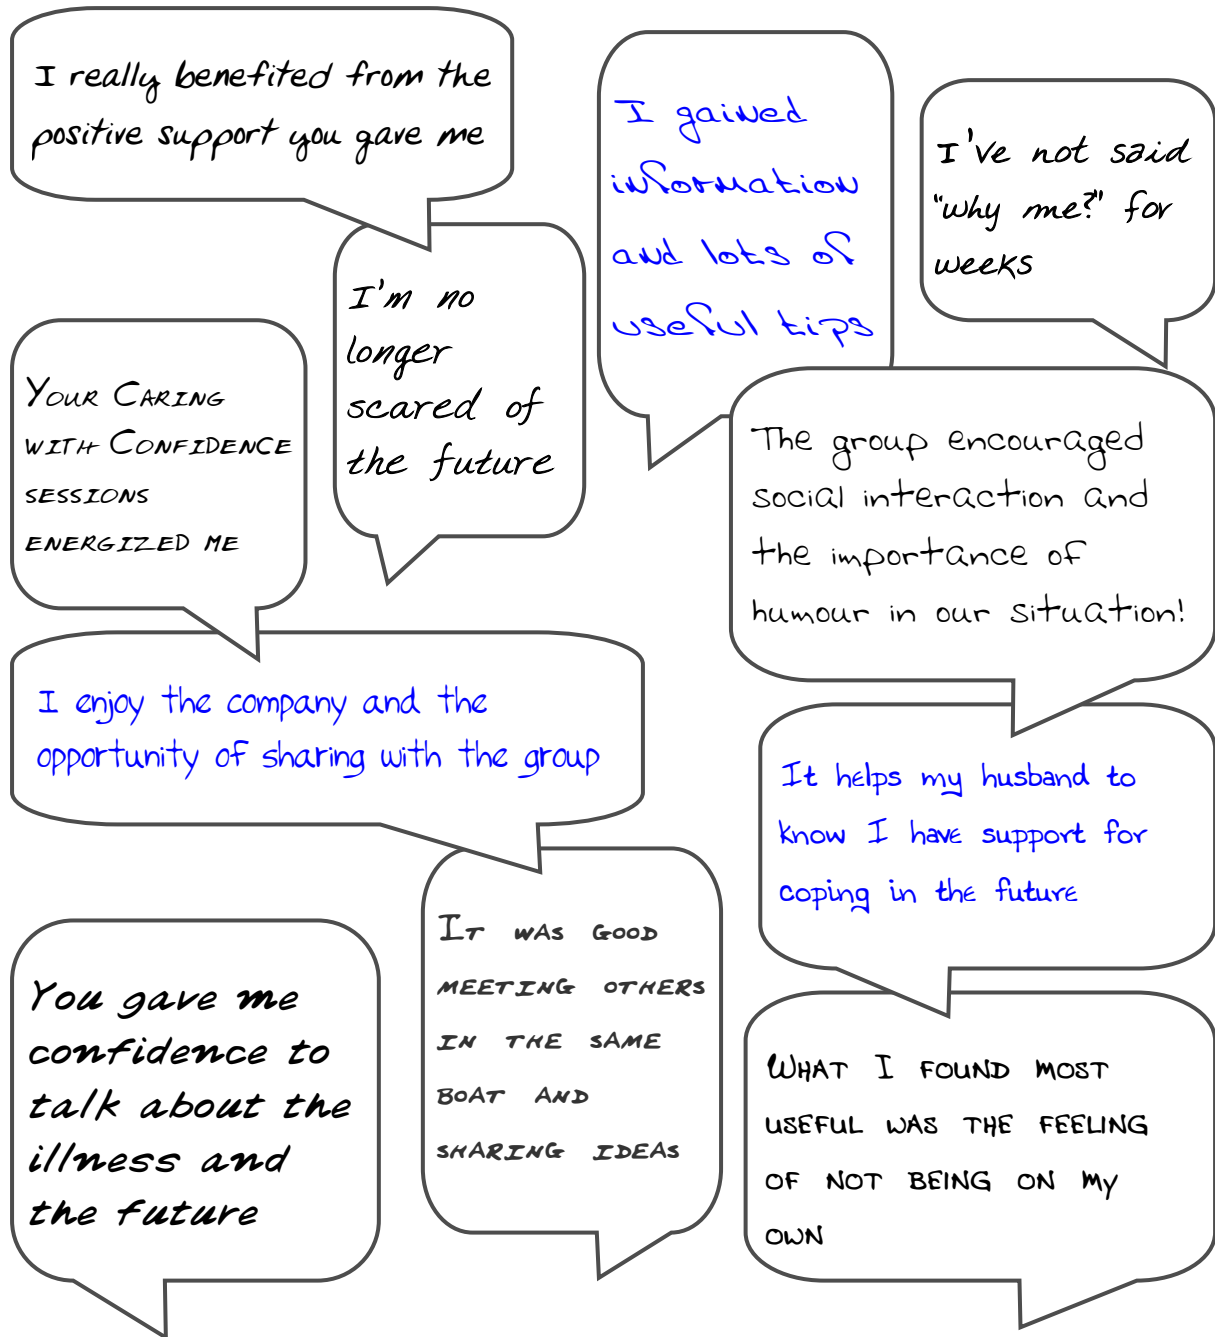 I really benefited from the
positive support you gave me
I gained
information
and lots of
useful tips
I've not said
"why me?" for
weeks
I'm no
longer
scared of
the future
Your Caring
with Confidence
sessions
energized me
The group encouraged
social interaction and
the importance of
humour in our situation!
I enjoy the company and the
opportunity of sharing with the group
It helps my husband to
know I have support for
coping in the future
It was good
meeting others
in the same
boat and
sharing ideas
You gave me
confidence to
talk about the
illness and
the future
What I found most
useful was the feeling
of not being on my
own